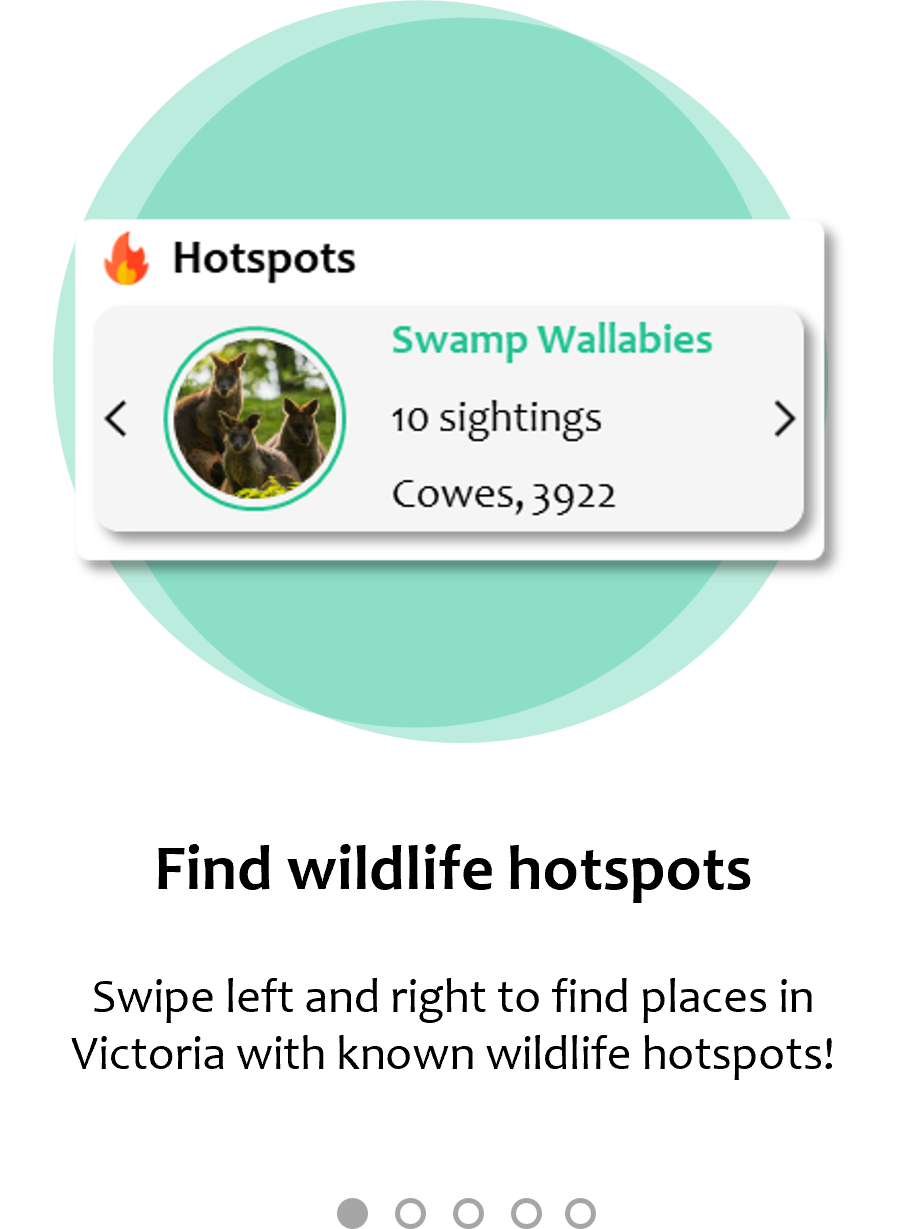 Hotspots
Swamp Wallabies
10 sightings
Cowes, 3922
Find wildlife hotspots
Swipe left and right to find places in
Victoria with known wildlife hotspots!